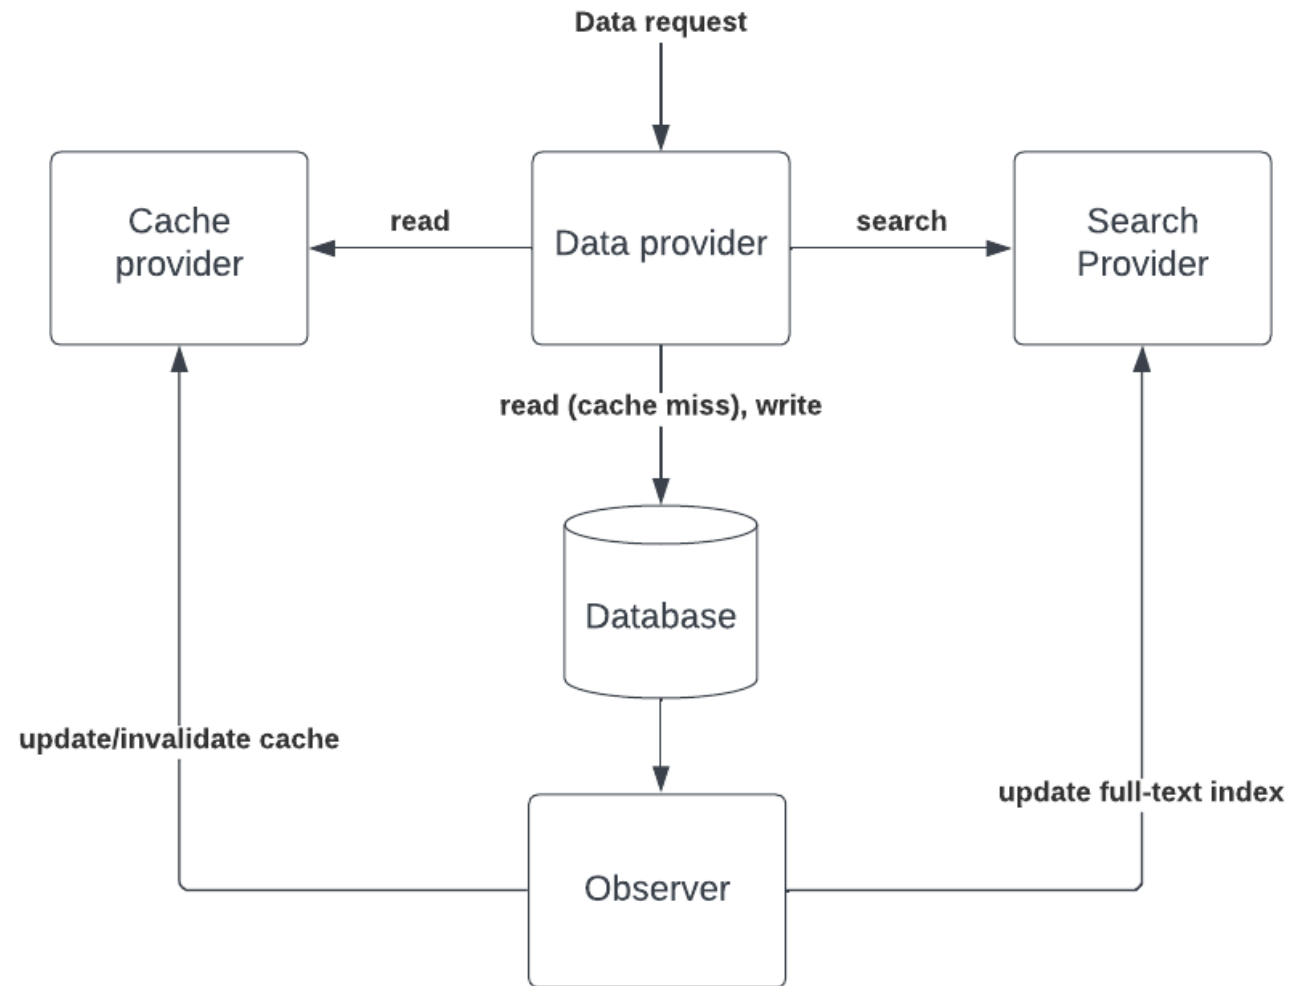 Data request
Cache
provider
read
Data provider
search
Search
Provider
read (cache miss), write
Database
update/invalidate cache
update full-text index
Observer